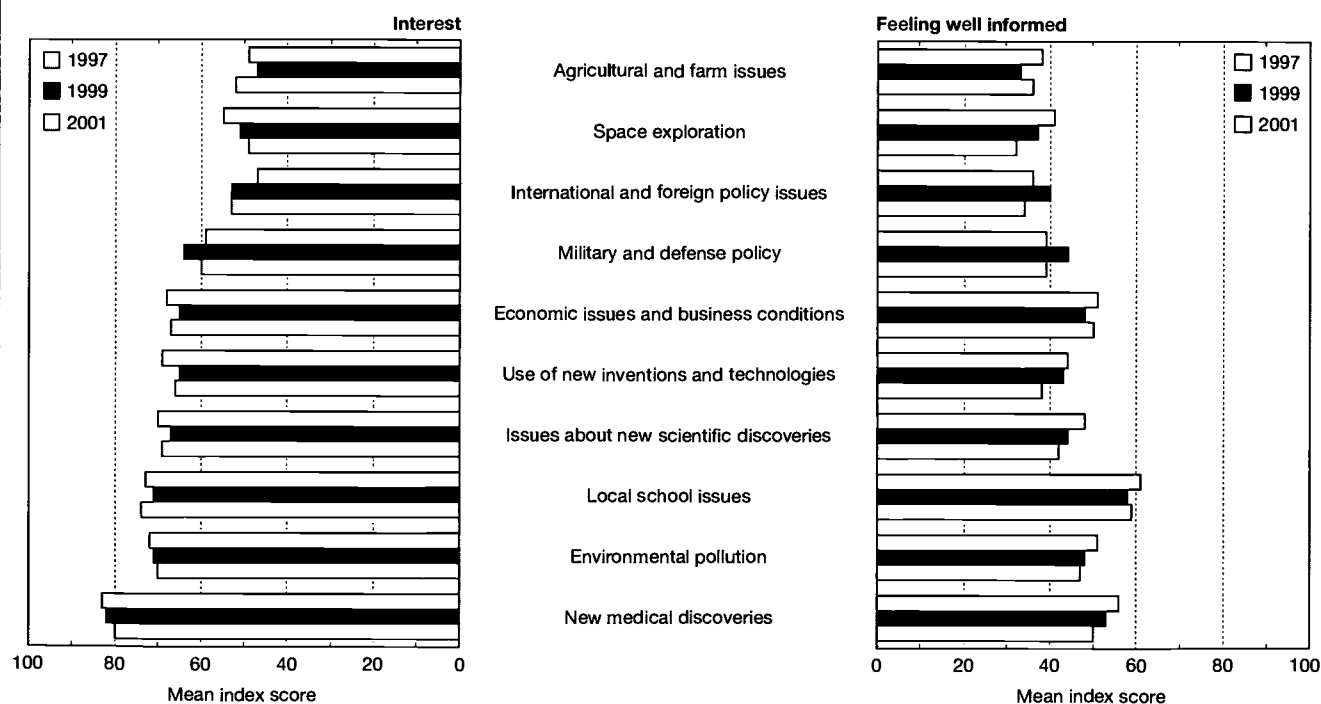 Interest
Feeling well informed
1997
1999
2001
1997
1999
2001
Agricultural and farm issues
Space exploration
International and foreign policy issues
Military and defense policy
Economic issues and business conditions
Use of new inventions and technologies
Issues about new scientific discoveries
Local school issues
Environmental pollution
New medical discoveries
100 80 60 40 20 0
0 20 40 60 80 100
Mean index score
Mean index score